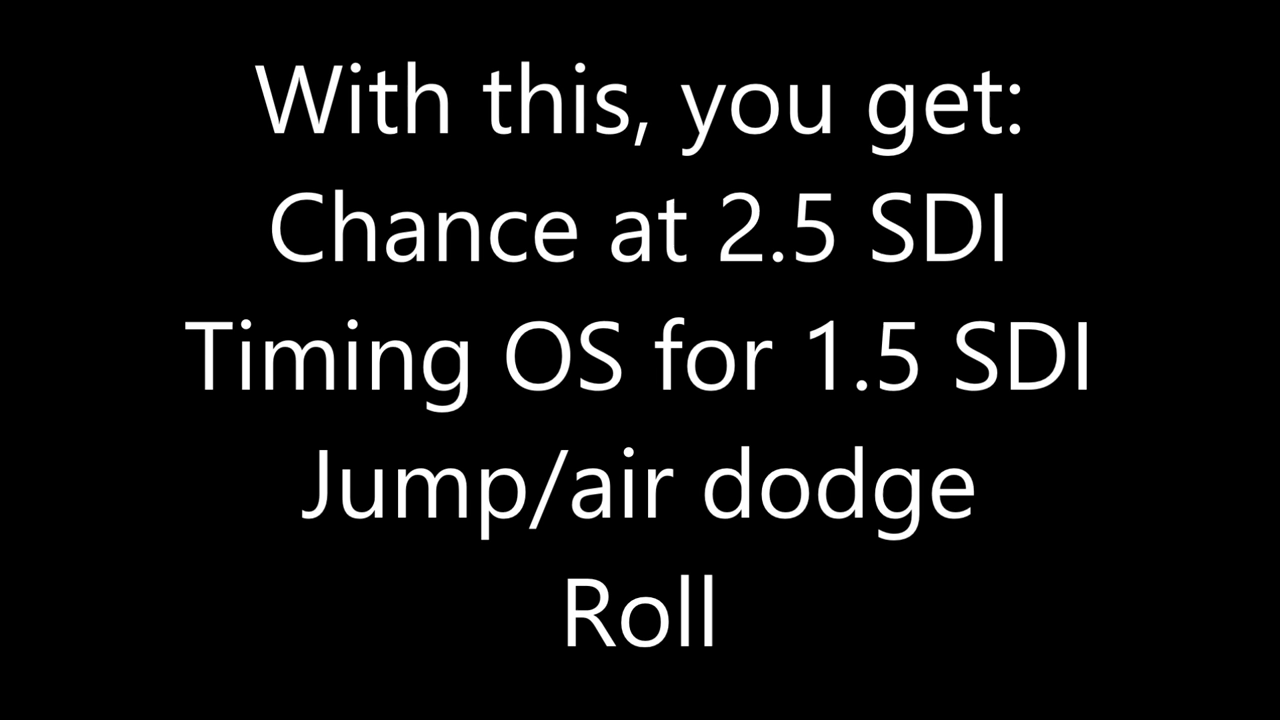 With this, you get:
Chance at 2.5 SDI
Timing OS for 1.5 SDI
Jump/air dodge
Roll